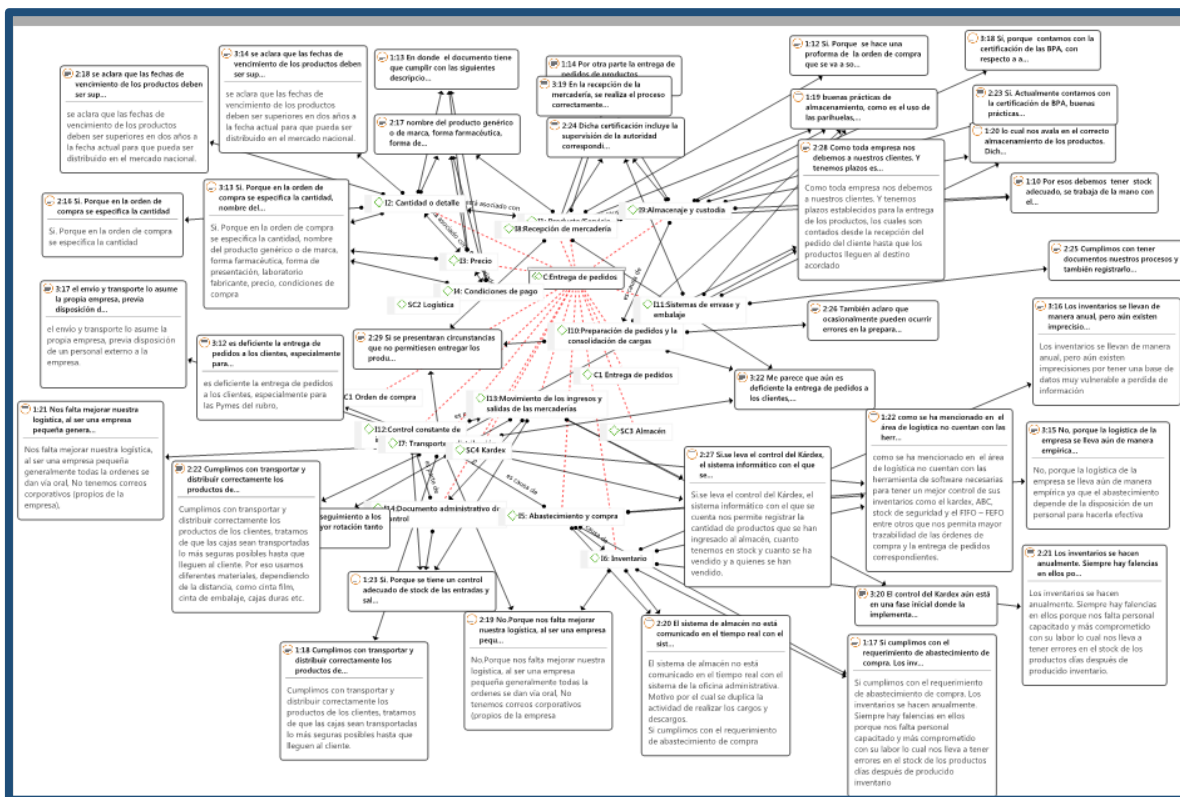 2:18 se aclara que las fechas de
vencimiento de los productos deben
ser sup...
se aclara que las fechas de
vencimiento de los productos
deben ser superiores en dos años a
la fecha actual para que pueda ser
distribuido en el mercado nacional.
3:14 se aclara que las fechas de
vencimiento de los productos
deben ser sup...
se aclara que las fechas de
vencimiento de los productos
deben ser superiores en dos años a
la fecha actual para que pueda ser
distribuido en el mercado nacional.
1:13 En donde el documento tiene
que cumplir con las siguientes
descripcio...
2:17 nombre del producto genérico
o de marca, forma farmacéutica,
forma de...
1:14 Por otra parte la entrega de
pedidos de productos
3:19 En la recepción de la
mercadería, se realiza el proceso
correctamente...
2:24 Dicha certificación incluye la
supervisión de la autoridad
correspondi...
1:12 Si. Porque se hace una
proforma de la orden de compra
que se va a so...
3:18 Sí, porque contamos con la
certificación de las BPA, con
respecto a a...
1:19 buenas prácticas de
almacenamiento, como es el uso de
las parihuelas,...
2:23 Si. Actualmente contamos con
la certificación de BPA, buenas
prácticas...
1:20 lo cual nos avala en el correcto
almacenamiento de los productos.
Dich...
2:28 Como toda empresa nos
debemos a nuestros clientes. Y
tenemos plazos es...
Como toda empresa nos debemos
a nuestros clientes. Y tenemos
plazos establecidos para la entrega
de los productos, los cuales son
contados desde la recepción del
pedido del cliente hasta que los
productos lleguen al destino
acordado
1:10 Por esos debemos tener stock
adecuado, se trabaja de la mano con
el...
2:16 Si. Porque en la orden de
compra se especifica la cantidad
Si. Porque en la orden de compra
se especifica la cantidad
3:13 Si. Porque en la orden de
compra se especifica la cantidad,
nombre del...
Si. Porque en la orden de compra
se especifica la cantidad, nombre
del producto genérico o de marca,
forma farmacéutica, forma de
presentación, laboratorio
fabricante, precio, condiciones de
compra
I2: Cantidad o detalle
está asociado con
I8:Recepción de mercadería
I9:Almacenaje y custodia
I3: Precio
C:Entrega de pedidos
I4: Condiciones de pago
SC2 Logística
I11:Sistemas de envase y
embalaje
I10:Preparación de pedidos y la
consolidación de cargas
2:25 Cumplimos con tener
documentos nuestros procesos y
también registrarlo...
2:26 También aclaro que
ocasionalmente pueden ocurrir
errores en la prepara...
3:17 el envio y transporte lo asume
la propia empresa, previa
disposición d...
el envio y transporte lo asume la
propia empresa, previa disposición
de un personal externo a la
empresa.
3:12 es deficiente la entrega de
pedidos a los clientes, especialmente
para...
es deficiente la entrega de pedidos
a los clientes, especialmente para
las Pymes del rubro,
2:29 Si se presentaran circunstancias
que no permitiesen entregar los
produ...
C1 Entrega de pedidos
3:22 Me parece que aún es
deficiente la entrega de pedidos a
los clientes,...
3:16 Los inventarios se llevan de
manera anual, pero aún existen
imprecisio...
Los inventarios se llevan de manera
anual, pero aún existen
imprecisiones por tener una base de
datos muy vulnerable a perdida de
información
C1 Orden de compra
I13:Movimiento de los ingresos y
salidas de las mercaderías
I12:Control constante de
I7:
SC4 Kardex
SC3 Almacén
1:21 Nos falta mejorar nuestra
logística, al ser una empresa
pequeña genera...
Nos falta mejorar nuestra logística,
al ser una empresa pequeña
generalmente todas la ordenes se
dan vía oral, No tenemos correos
corporativos (propios de la
empresa),
2:22 Cumplimos con transportar y
distribuir correctamente los
productos de...
Cumplimos con transportar y
distribuir correctamente los
productos de los clientes, tratamos
de que las cajas sean transportadas
lo más seguras posibles hasta que
lleguen al cliente. Por eso usamos
diferentes materiales, dependiendo
de la distancia, como cinta film,
cinta de embalaje, cajas duras etc.
seguimiento a los
rotación tanto
I14:Documento administrativo de
control
es causa de
I5: Abastecimiento y compra
I6: Inventario
2:27 Si.se leva el control del Kárdex,
el sistema informático con el que
se...
Si.se leva el control del Kárdex, el
sistema informático con el que se
cuenta nos permite registrar la
cantidad de productos que se han
ingresado al almacén, cuanto
tenemos en stock y cuanto se ha
vendido y a quienes se han
vendido.
1:22 como se ha mencionado en el
área de logística no cuentan con las
herr...
como se ha mencionado en el área
de logística no cuentan con las
herramienta de software necesarias
para tener un mejor control de sus
inventarios como el kardex, ABC,
stock de seguridad y el FIFO – FEFO
entre otros que nos permita mayor
trazabilidad de las órdenes de
compra y la entrega de pedidos
correspondientes.
3:15 No, porque la logística de la
empresa se lleva aún de manera
empírica...
No, porque la logística de la
empresa se lleva aún de manera
empírica ya que el abastecimiento
depende de la disposición de un
personal para hacerla efectiva
2:21 Los inventarios se hacen
anualmente. Siempre hay falencias
en ellos po...
Los inventarios se hacen
anualmente. Siempre hay falencias
en ellos porque nos falta personal
capacitado y más comprometido
con su labor lo cual nos lleva a
tener errores en el stock de los
productos días después de
producido inventario.
1:23 Si. Porque se tiene un control
adecuado de stock de las entradas y
sal...
3:20 El control del Kardex aún está
en una fase inicial donde la
implementa...
2:19 No.Porque nos falta mejorar
nuestra logística, al ser una empresa
pequ...
No.Porque nos falta mejorar
nuestra logística, al ser una empresa
pequeña generalmente todas la
ordenes se dan vía oral, No
tenemos correos corporativos
(propios de la empresa
2:20 El sistema de almacén no está
comunicado en el tiempo real con el
sist...
El sistema de almacén no está
comunicado en el tiempo real con el
sistema de la oficina administrativa.
Motivo por el cual se duplica la
actividad de realizar los cargos y
descargos.
Si cumplimos con el requerimiento
de abastecimiento de compra
1:17 Si cumplimos con el
requerimiento de abastecimiento de
compra. Los inv...
Si cumplimos con el requerimiento
de abastecimiento de compra. Los
inventarios se hacen anualmente.
Siempre hay falencias en ellos
porque nos falta personal
capacitado y más comprometido
con su labor lo cual nos lleva a tener
errores en el stock de los productos
días después de producido
inventario
1:18 Cumplimos con transportar y
distribuir correctamente los
productos de...
Cumplimos con transportar y
distribuir correctamente los
productos de los clientes, tratamos
de que las cajas sean transportadas
lo más seguras posibles hasta que
lleguen al cliente.